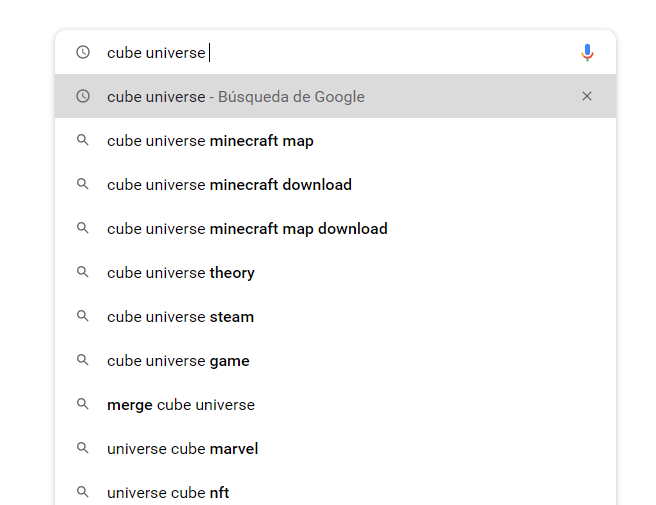 cube universe
cube universe - Búsqueda de Google
cube universe minecraft map
cube universe minecraft download
cube universe minecraft map download
cube universe theory
cube universe steam
cube universe game
merge cube universe
universe cube marvel
universe cube nft